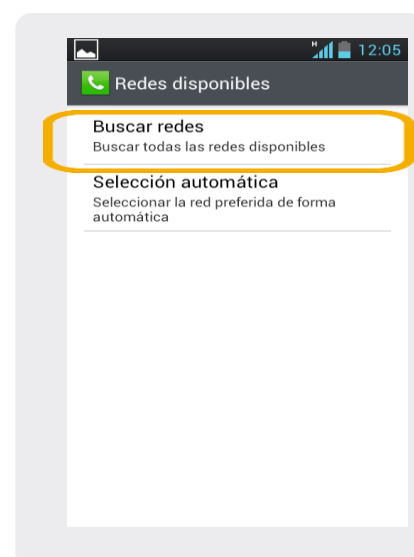 H 12:05
Redes disponibles
Buscar redes
Buscar todas las redes disponibles
Selección automática
Seleccionar la red preferida de forma
automática